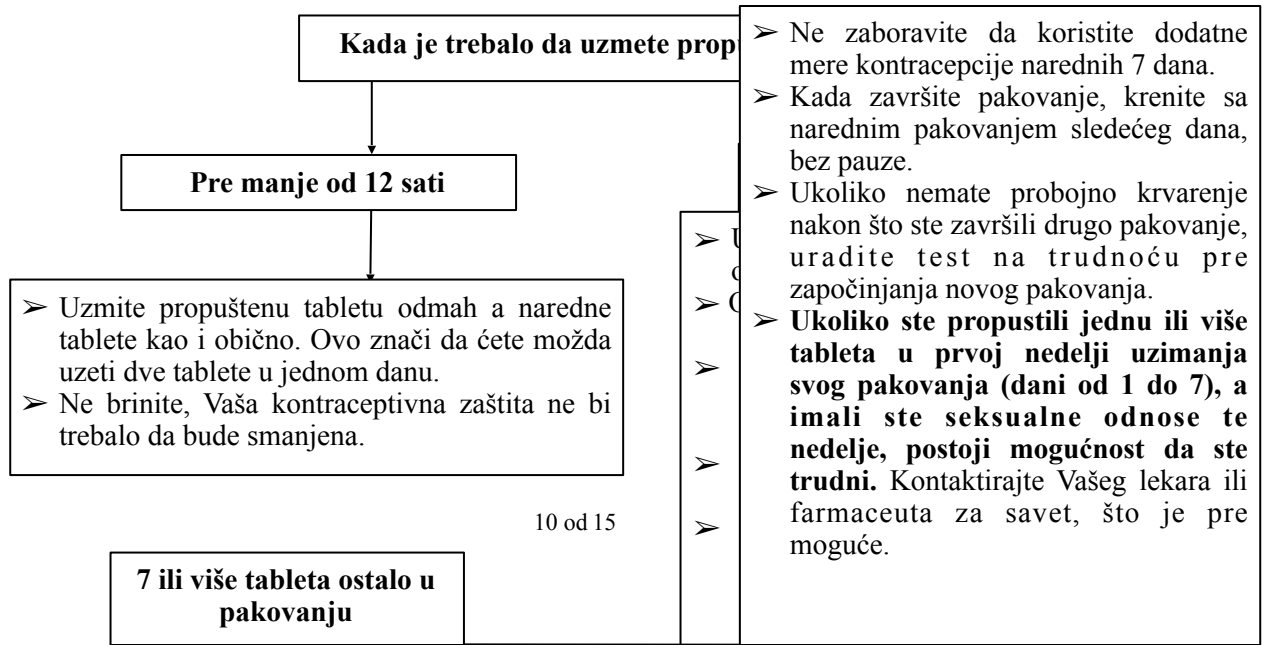 Kada je trebalo da uzmete
Pre manje od 12 sati
➢ Uzmite propuštenu tabletu odmah a naredne
tablete kao i obično. Ovo znači da ćete možda
uzeti dve tablete u jednom danu.
➢ Ne brinite, Vaša kontraceptivna zaštita ne bi
trebalo da bude smanjena.
➢ Ne zaboravite da koristite dodatne
mere kontracepcije narednih 7 dana.
➢ Kada završite pakovanje, krenite sa
narednim pakovanjem sledećeg dana,
bez pauze.
➢ Ukoliko nemate probojno krvarenje
nakon što ste završili drugo pakovanje,
uradite test na trudnoću pre
započinjanja novog pakovanja.
➢ Ukoliko ste propustili jednu ili više
tableta u prvoj nedelji uzimanja
svog pakovanja (dani od 1 do 7), a
imali ste seksualne odnose te
nedelje, postoji mogućnost da ste
trudni. Kontaktirajte Vašeg lekara ili
farmaceuta za savet, što je pre
moguće.
10 od 15
7 ili više tableta ostalo u
pakovanju